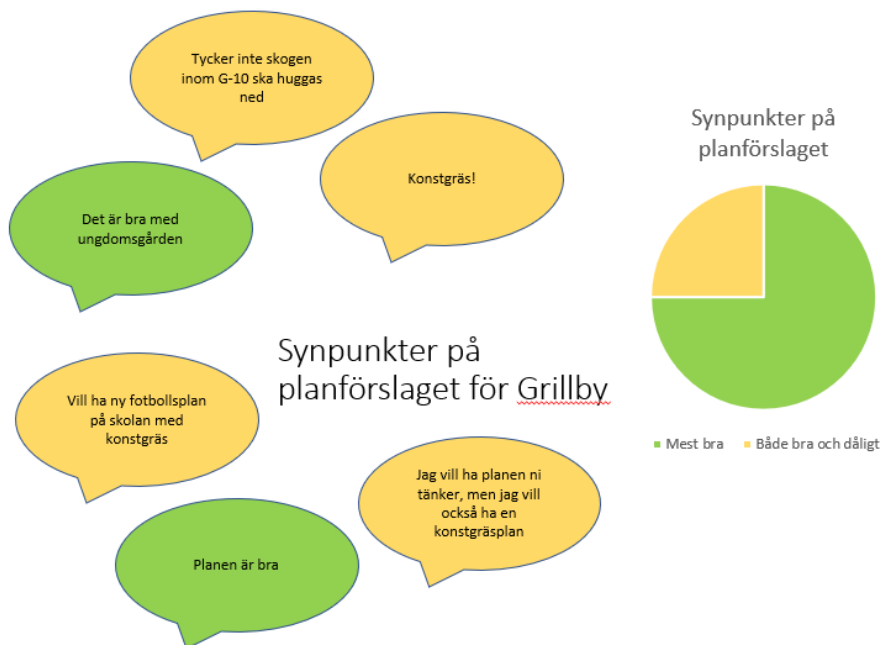 Tycker inte skogen
inom G-10 ska huggas
ned
Konstgräs!
Det är bra med
ungdomsgården
Synpunkter på
planförslaget för Grillby
Vill ha ny fotbollsplan
på skolan med
konstgräs
Jag vill ha planen ni
tänker, men jag vill
också ha en
konstgräsplan
Planen är bra
Synpunkter på
planförslaget
Mest bra
Både bra och dåligt